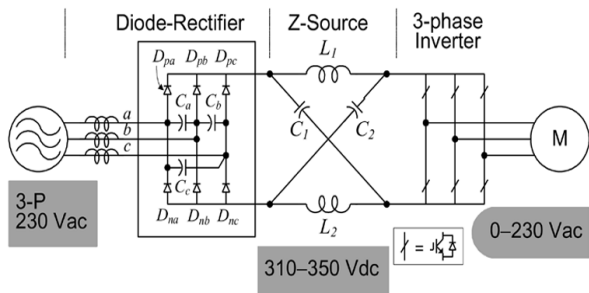 Diode-Rectifier
Z-Source
3-phase
Inverter
Dpa Dpb Dpc
L1
Ca Cb
a
b
c
C1 C2
M
Cc
Dna Dnb Dnc
L2
3-P
230 Vac
=
0–230 Vac
310–350 Vdc